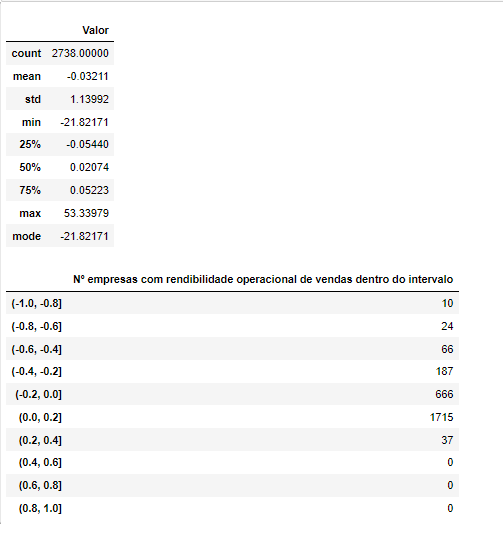 Valor
count 2738.00000
mean -0.03211
std 1.13992
min -21.82171
25% -0.05440
50% 0.02074
75% 0.05223
max 53.33979
mode -21.82171
Nº empresas com rendibilidade operacional de vendas dentro do intervalo
(-1.0, -0.8] 10
(-0.8, -0.6] 24
(-0.6, -0.4] 66
(-0.4, -0.2] 187
(-0.2, 0.0] 666
(0.0, 0.2] 1715
(0.2, 0.4] 37
(0.4, 0.6] 0
(0.6, 0.8] 0
(0.8, 1.0] 0